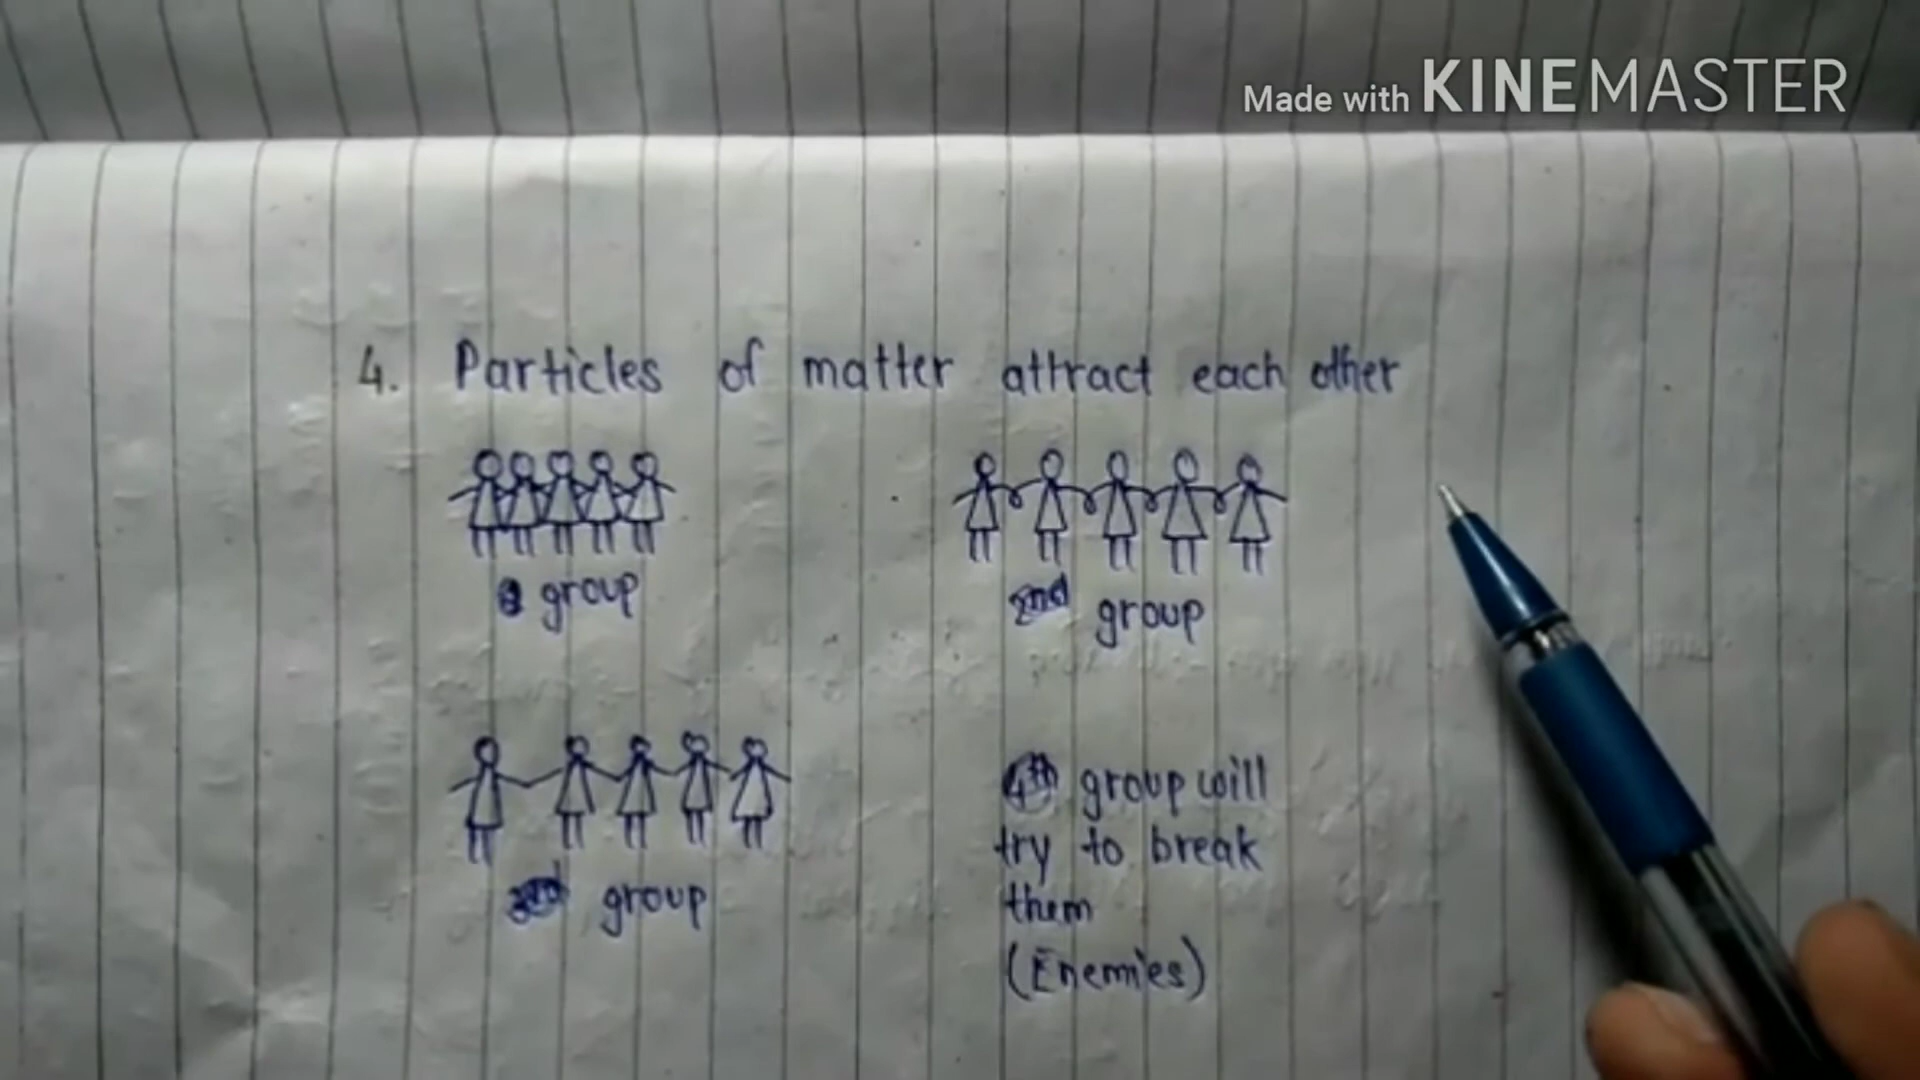 Made with KINEMASTER
4. Particles of matter attract each other
group
2nd group
3rd group
4th group will
try to break
them
(Enemies)